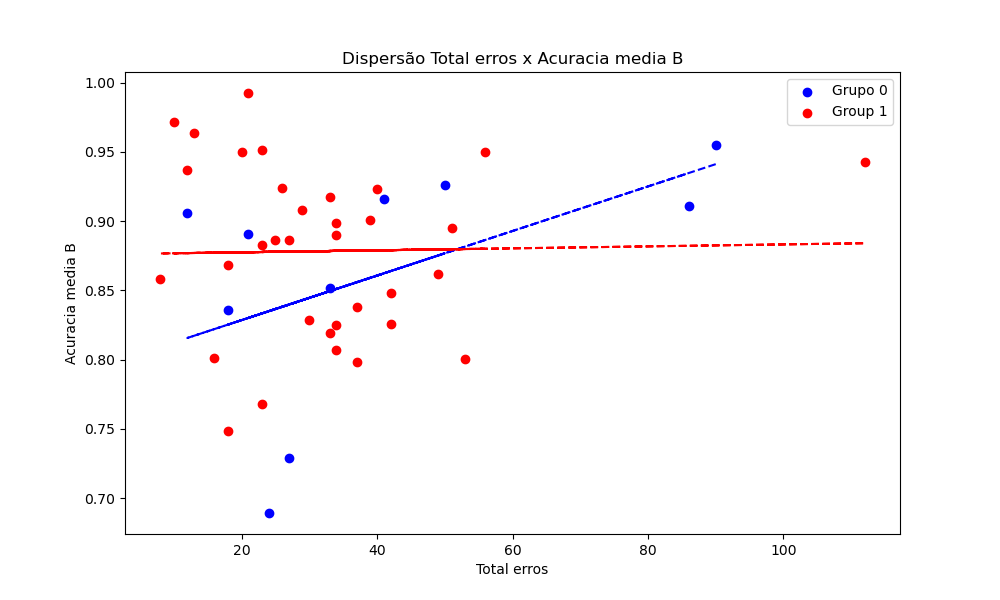 Dispersão Total erros x Acuracia media B
Grupo 0
Group 1
1.00
0.95
0.90
0.85
0.80
0.75
0.70
Acuracia media B
20 40 60 80 100
Total erros